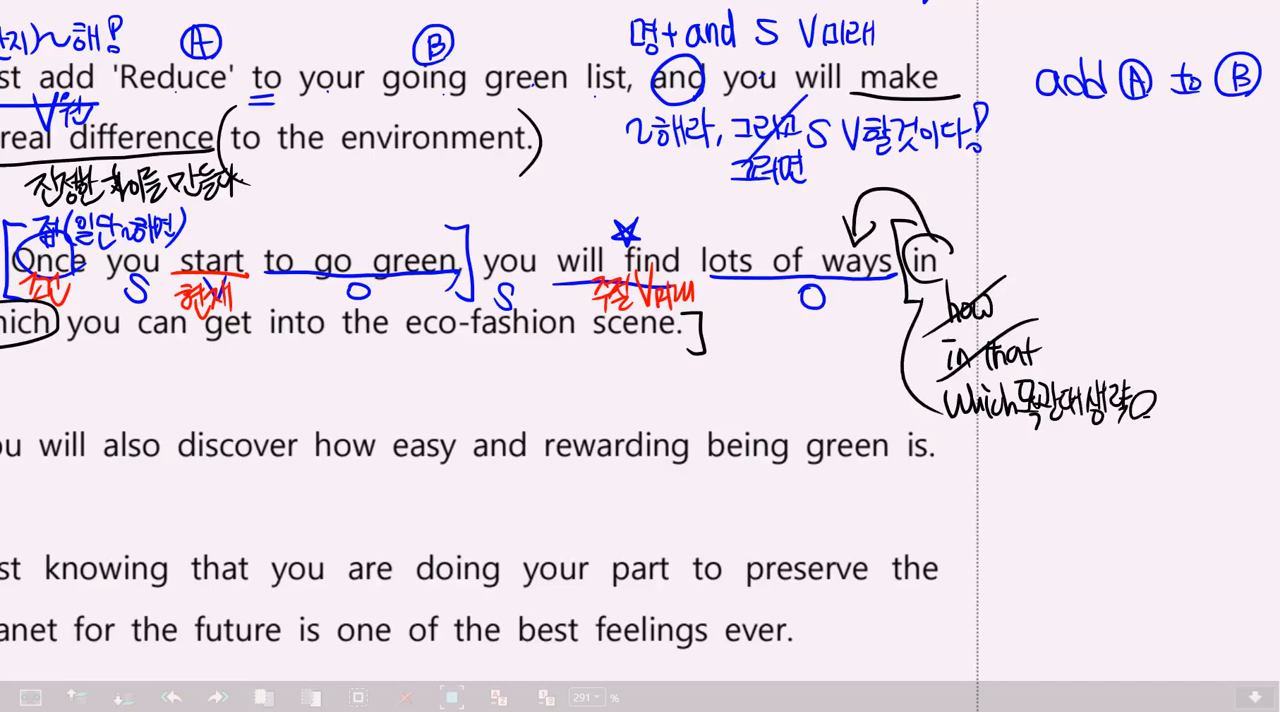 단지)~해! Ⓐ Ⓑ 명+ and S V미래
st add 'Reduce' to your going green list, and you will make
add Ⓐ to Ⓑ
V원
real difference (to the environment.)
~해라, 그리고 S V할것이다!
그러면
진정한 차이를 만들다
접(일단~하면)
[Once you start to go green,] you will find lots of ways in
조건 S 현재 O S 주절 V미래 O
how
hich you can get into the eco-fashion scene.]
in that
which 목관대생략O
ou will also discover how easy and rewarding being green is.
st knowing that you are doing your part to preserve the
anet for the future is one of the best feelings ever.
291 %